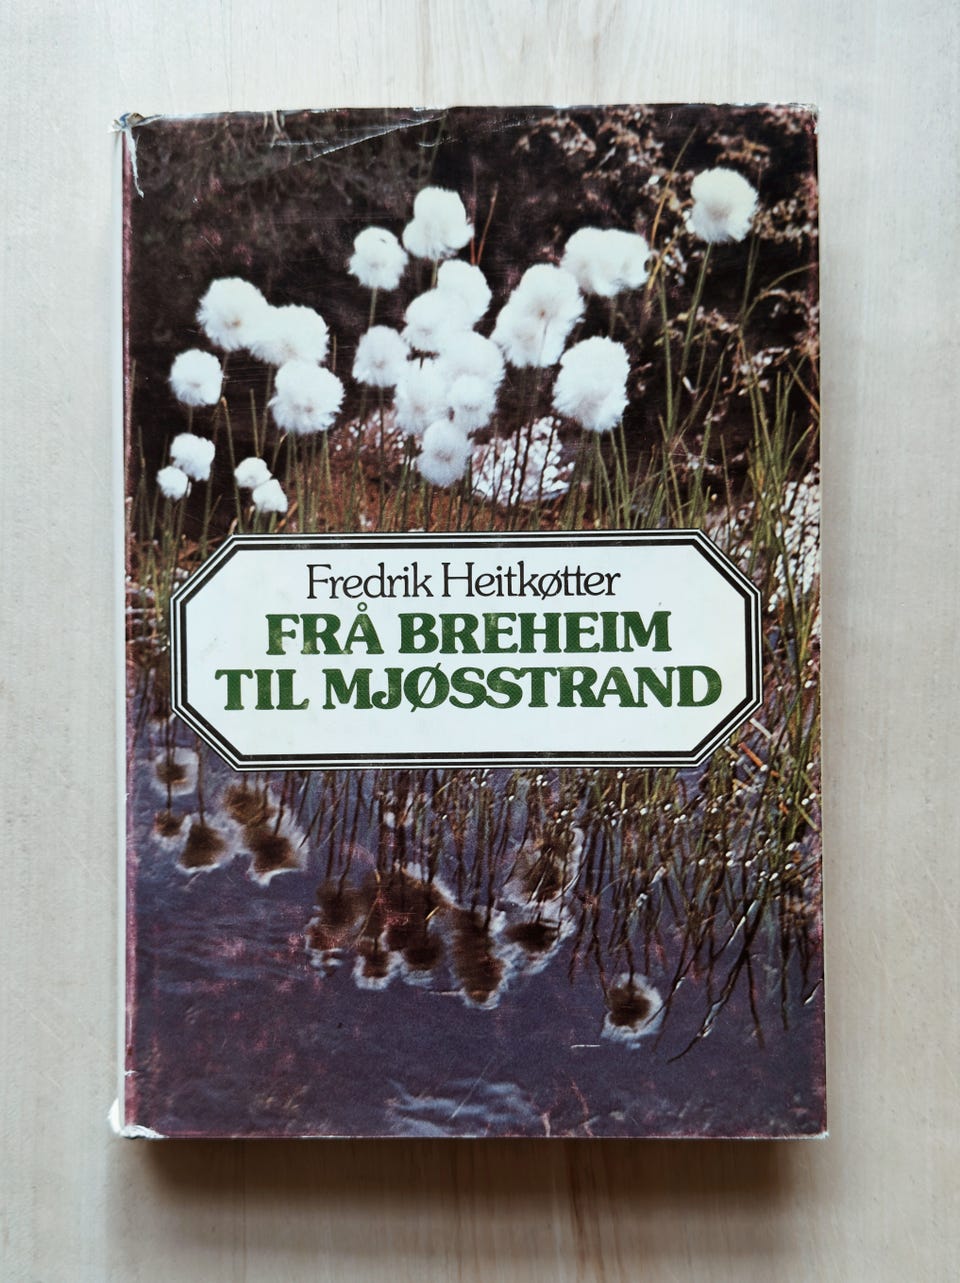 Fredrik Heitkøtter
FRÅ BREHEIM
TIL MJØSSTRAND